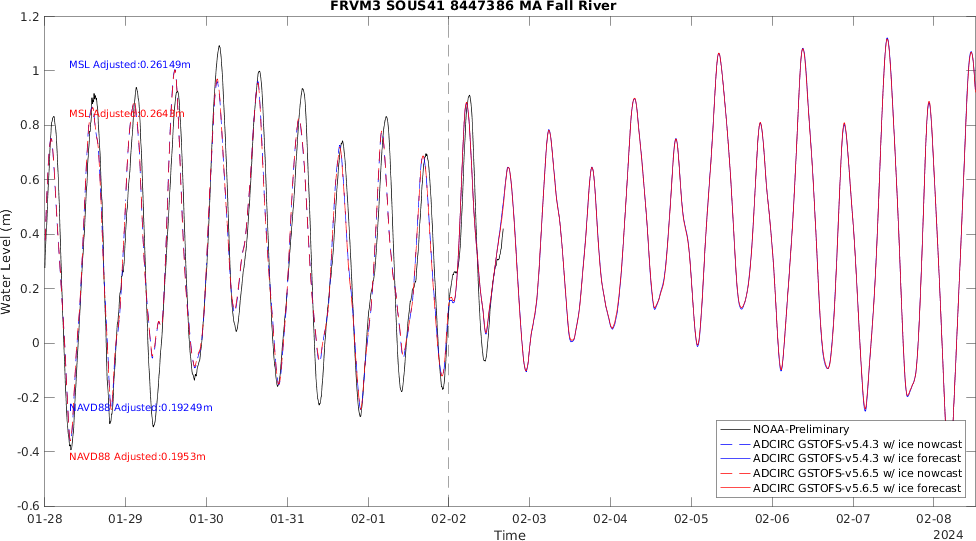 FRVM3 SOUS41 8447386 MA Fall River
1.2
1
0.8
0.6
0.4
0.2
0
-0.2
-0.4
-0.6
Water Level (m)
MSL Adjusted:0.26149m
MSL Adjusted:0.2643m
NAVD88 Adjusted:0.19249m
NAVD88 Adjusted:0.1953m
NOAA-Preliminary
ADCIRC GSTOFS-v5.4.3 w/ ice nowcast
ADCIRC GSTOFS-v5.4.3 w/ ice forecast
ADCIRC GSTOFS-v5.6.5 w/ ice nowcast
ADCIRC GSTOFS-v5.6.5 w/ ice forecast
01-28 01-29 01-30 01-31 02-01 02-02 02-03 02-04 02-05 02-06 02-07 02-08
Time
2024